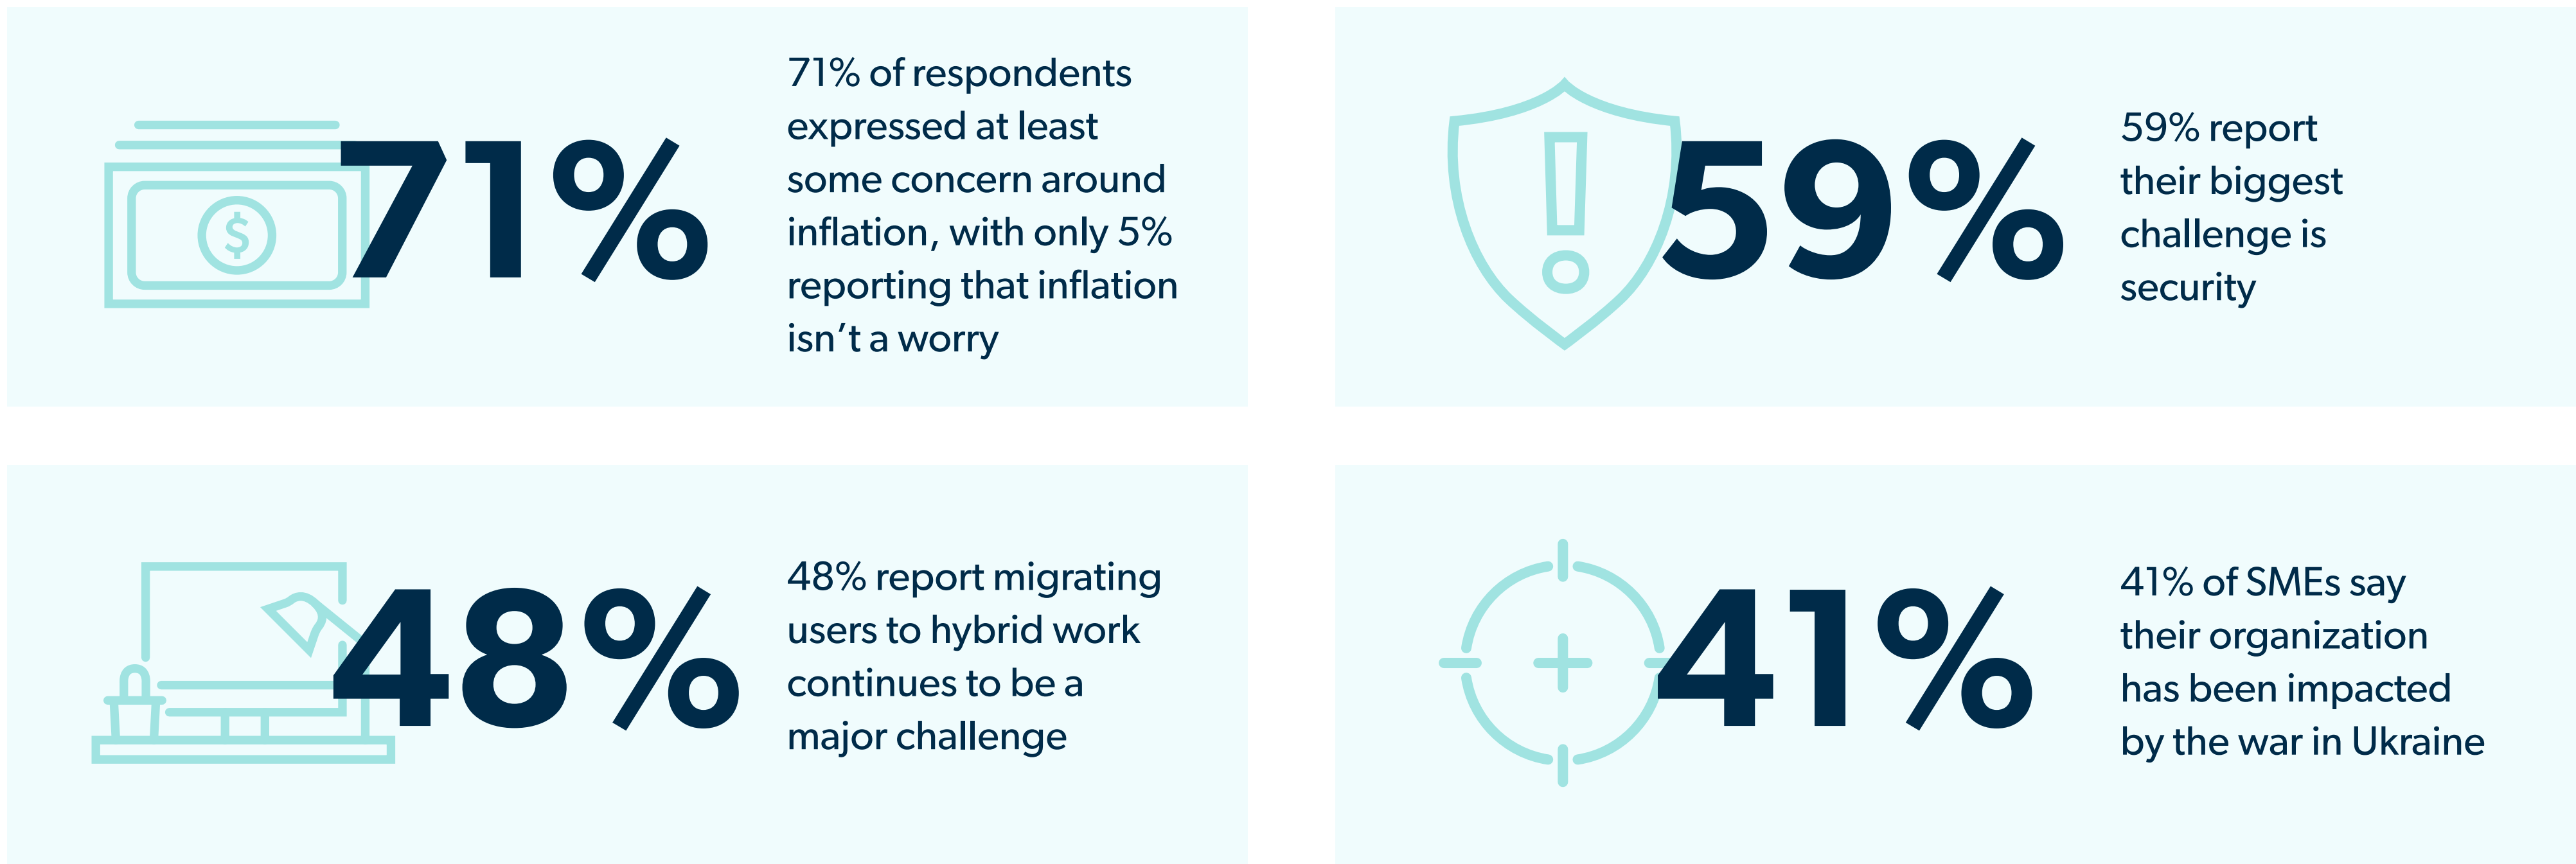 71%
71% of respondents
expressed at least
some concern around
inflation, with only 5%
reporting that inflation
isn't a worry
59%
59% report
their biggest
challenge is
security
48%
48% report migrating
users to hybrid work
continues to be a
major challenge
41%
41% of SMEs say
their organization
has been impacted
by the war in Ukraine